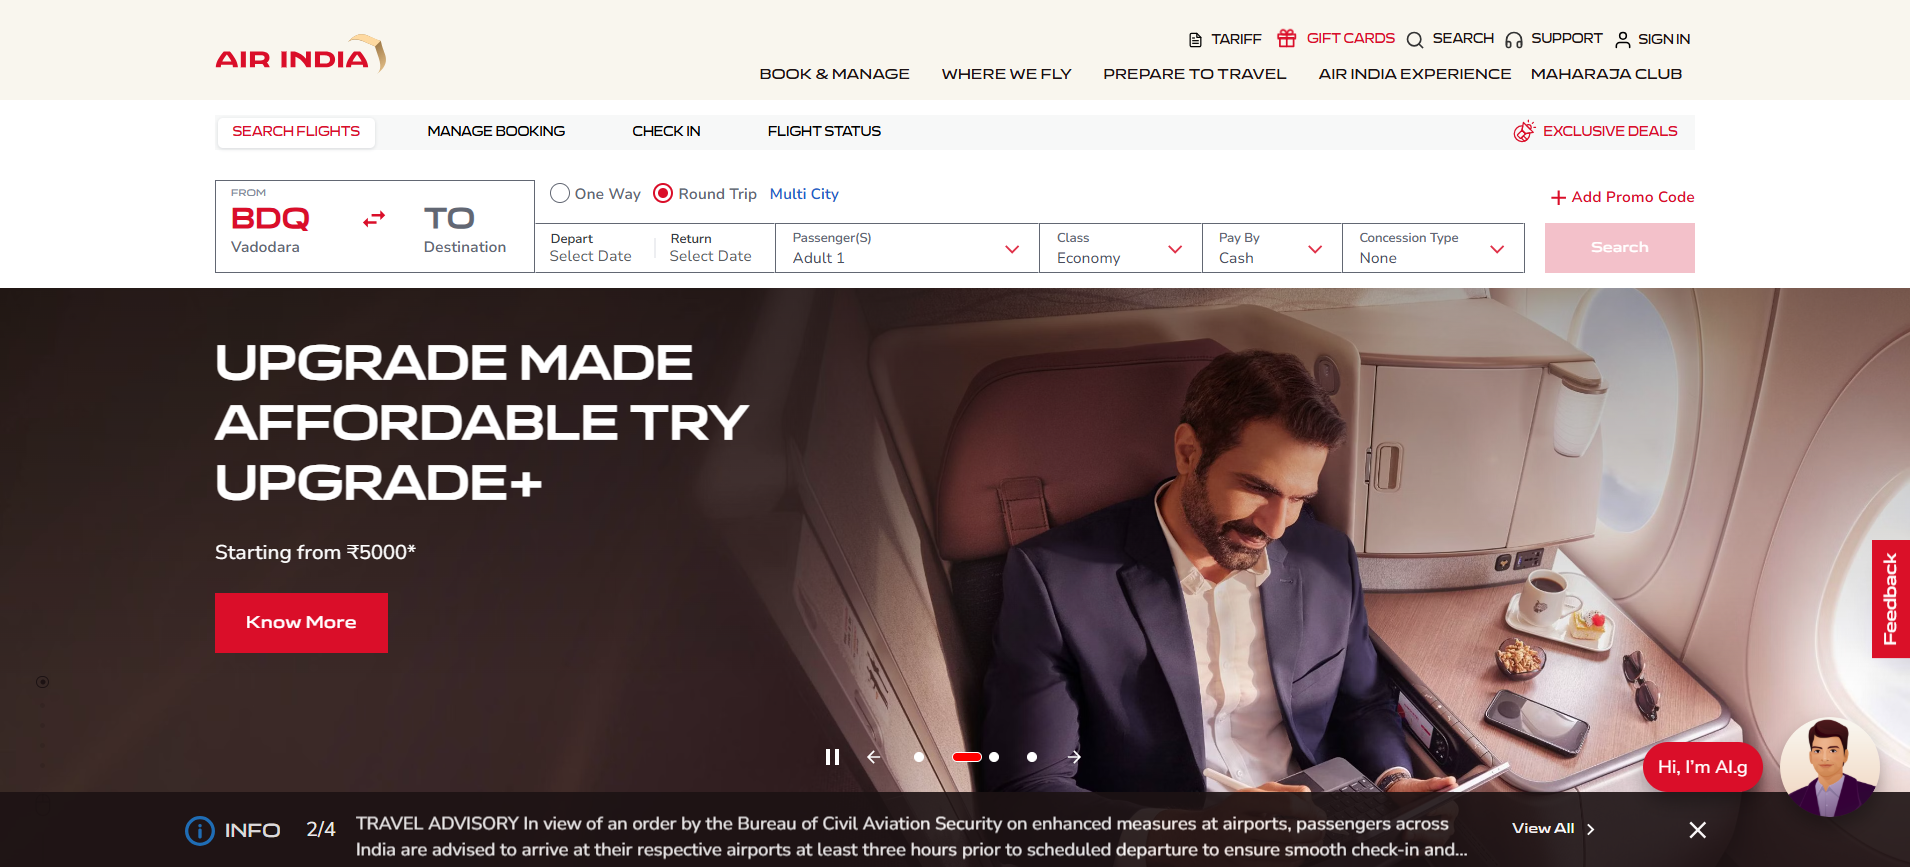 AIR INDIA
TARIFF
GIFT CARDS
SEARCH
SUPPORT
SIGN IN
BOOK & MANAGE
WHERE WE FLY
PREPARE TO TRAVEL
AIR INDIA EXPERIENCE
MAHARAJA CLUB
SEARCH FLIGHTS
MANAGE BOOKING
CHECK IN
FLIGHT STATUS
EXCLUSIVE DEALS
FROM
BDQ
Vadodara
TO
Destination
One Way
Round Trip
Multi City
+ Add Promo Code
Depart
Select Date
Return
Select Date
Passenger(S)
Adult 1
Class
Economy
Pay By
Cash
Concession Type
None
Search
UPGRADE MADE
AFFORDABLE TRY
UPGRADE+
Starting from ₹5000*
Know More
Feedback
Hi, I'm AI.g
INFO
2/4
TRAVEL ADVISORY In view of an order by the Bureau of Civil Aviation Security on enhanced measures at airports, passengers across
India are advised to arrive at their respective airports at least three hours prior to scheduled departure to ensure smooth check-in and...
View All